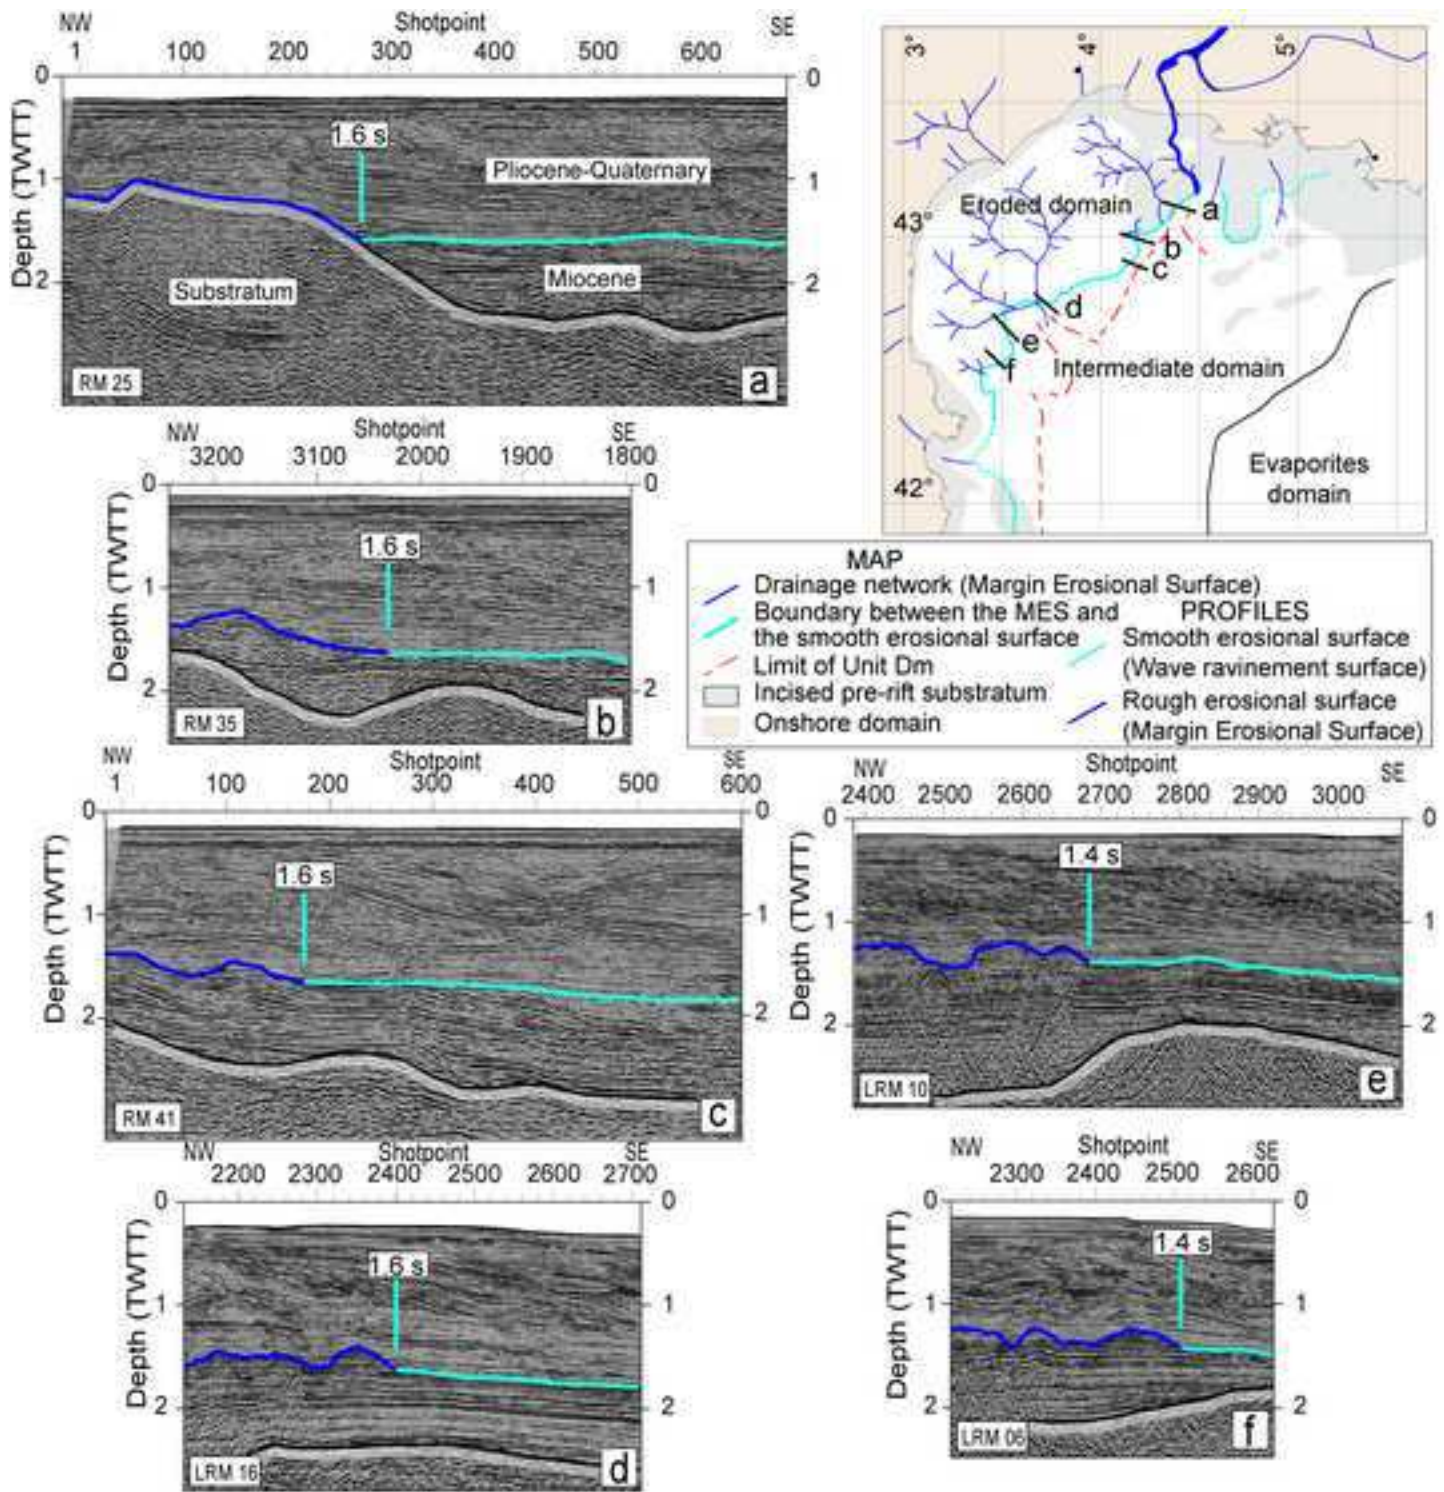 NW Shotpoint SE
1 100 200 300 400 500 600
0 0
1.6 s
Pliocene-Quaternary
1 1
Depth (TWTT)
Miocene
Substratum
2 2
RM 25
a
3° 4° 5°
Eroded domain
43°
a
b
c
d
e
f
Intermediate domain
Evaporites
domain
42°
NW Shotpoint SE
3200 3100 2000 1900 1800
0 0
1.6 s
Depth (TWTT)
1 1
2 2
RM 35
b
MAP
Drainage network (Margin Erosional Surface)
Boundary between the MES and
the smooth erosional surface
Limit of Unit Dm
Incised pre-rift substratum
Onshore domain
PROFILES
Smooth erosional surface
(Wave ravinement surface)
Rough erosional surface
(Margin Erosional Surface)
NW Shotpoint SE
1 100 200 300 400 500 600
0 0
1.6 s
Depth (TWTT)
1 1
2 2
RM 41
c
NW Shotpoint SE
2400 2500 2600 2700 2800 2900 3000
0 0
1.4 s
Depth (TWTT)
1 1
2 2
LRM 10
e
NW Shotpoint SE
2200 2300 2400 2500 2600 2700
0 0
1.6 s
Depth (TWTT)
1 1
2 2
LRM 16
d
NW Shotpoint SE
2300 2400 2500 2600
0 0
1.4 s
Depth (TWTT)
1 1
2 2
LRM 06
f